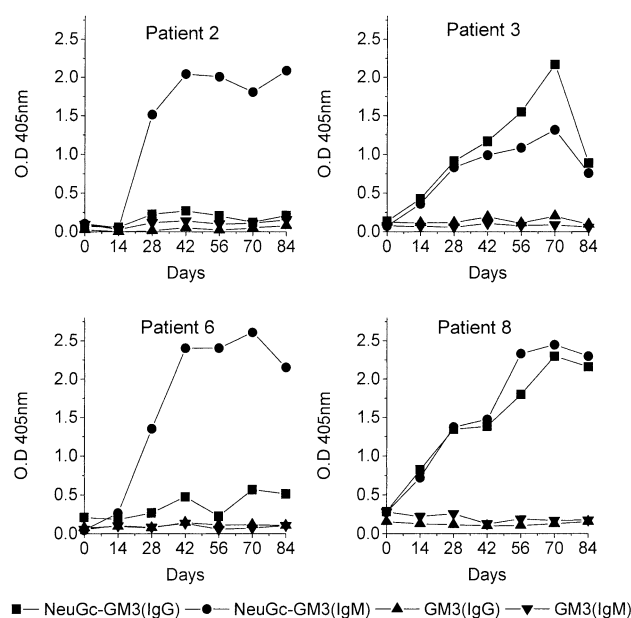 Patient 2
O.D 405nm
2.5
2.0
1.5
1.0
0.5
0.0
0 14 28 42 56 70 84
Days
Patient 3
O.D 405nm
2.5
2.0
1.5
1.0
0.5
0.0
0 14 28 42 56 70 84
Days
Patient 6
O.D 405nm
2.5
2.0
1.5
1.0
0.5
0.0
0 14 28 42 56 70 84
Days
Patient 8
O.D 405nm
2.5
2.0
1.5
1.0
0.5
0.0
0 14 28 42 56 70 84
Days
NeuGc-GM3(IgG) NeuGc-GM3(IgM) GM3(IgG) GM3(IgM)